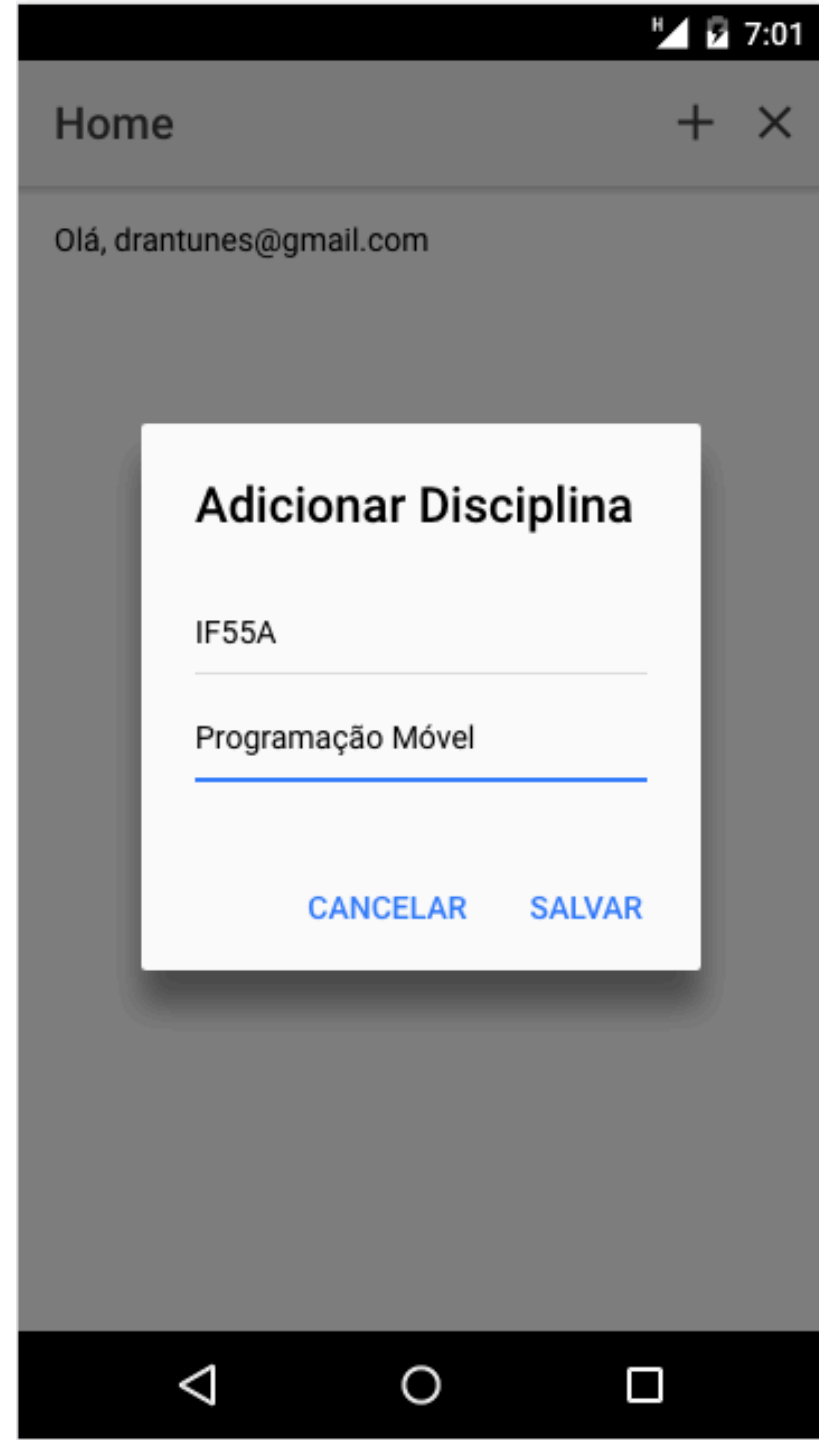 H 7:01
Home
Olá, drantunes@gmail.com
Adicionar Disciplina
IF55A
Programação Móvel
CANCELAR SALVAR